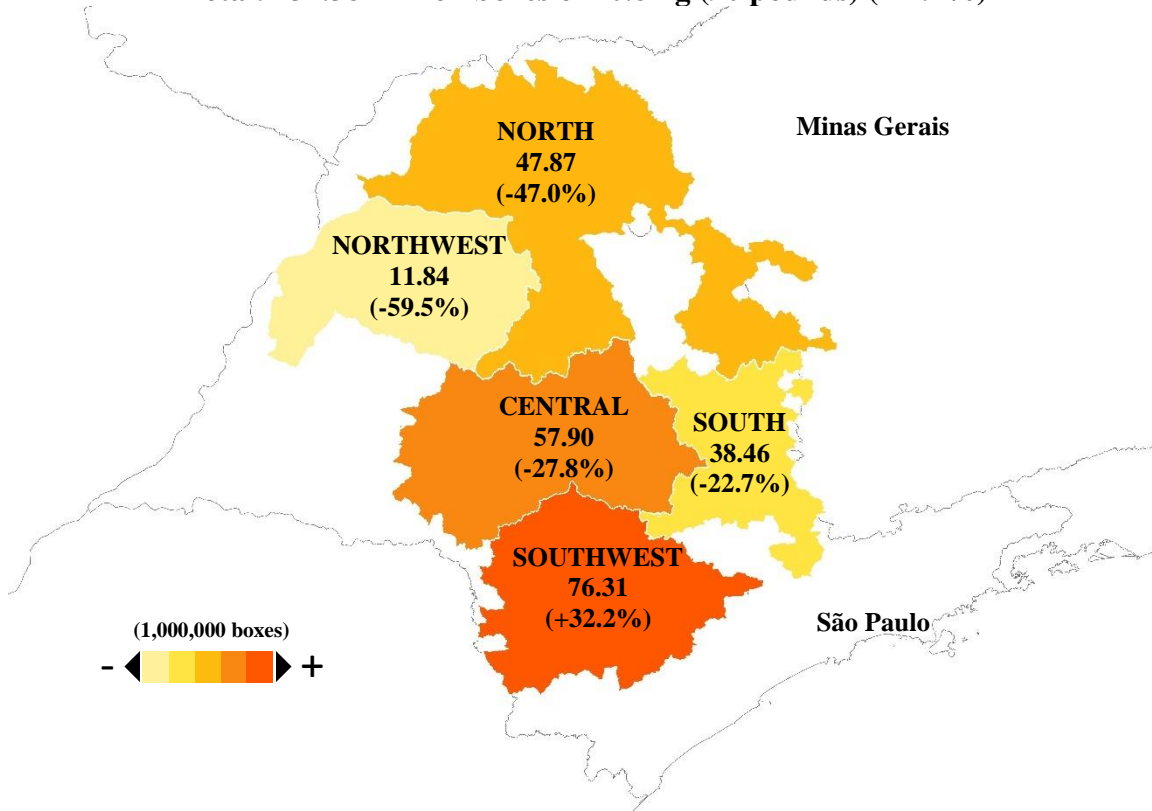 NORTH
47.87
(-47.0%)
Minas Gerais
NORTHWEST
11.84
(-59.5%)
CENTRAL
57.90
(-27.8%)
SOUTH
38.46
(-22.7%)
SOUTHWEST
76.31
(+32.2%)
São Paulo
(1,000,000 boxes)
- +